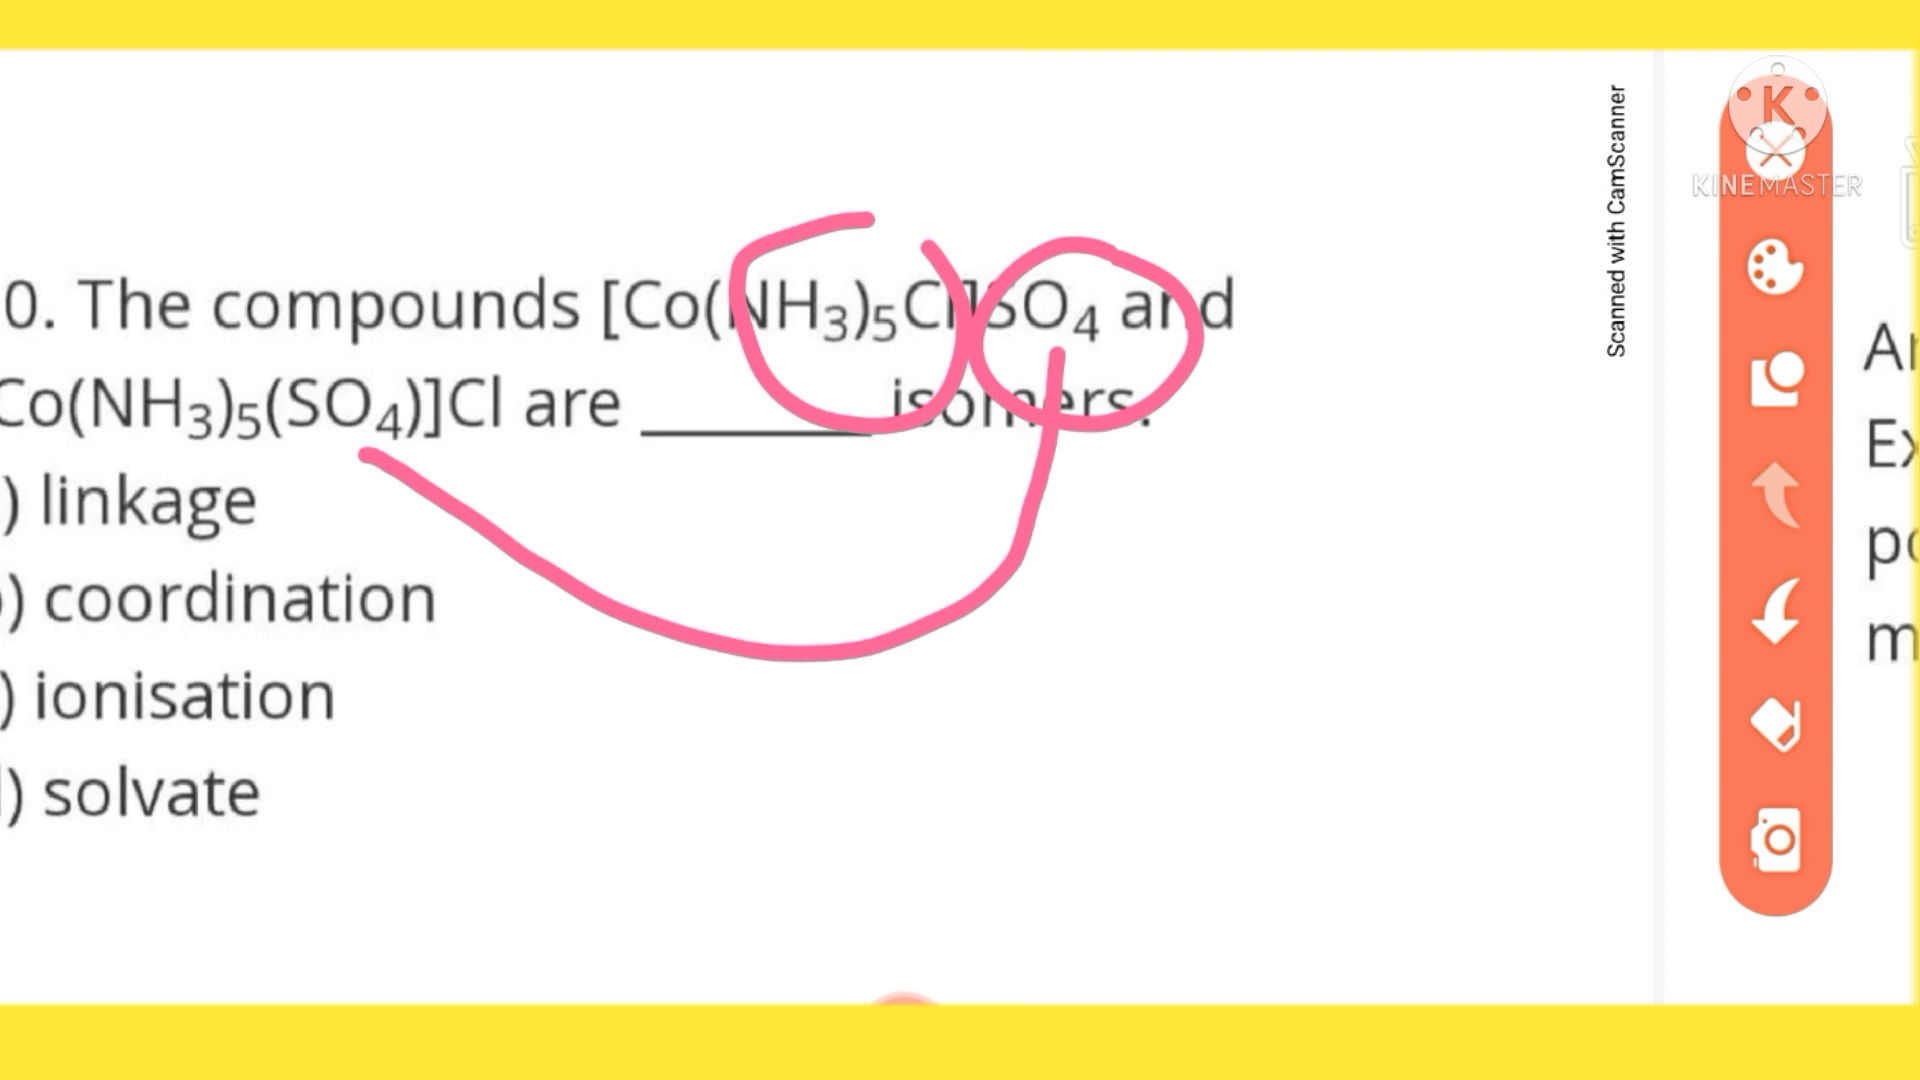 0. The compounds [Co(NH₃)₅Cl]SO₄ and
Co(NH₃)₅(SO₄)]Cl are ________ isomers.
) linkage
) coordination
) ionisation
) solvate
Scanned with CamScanner
K
KINEMASTER